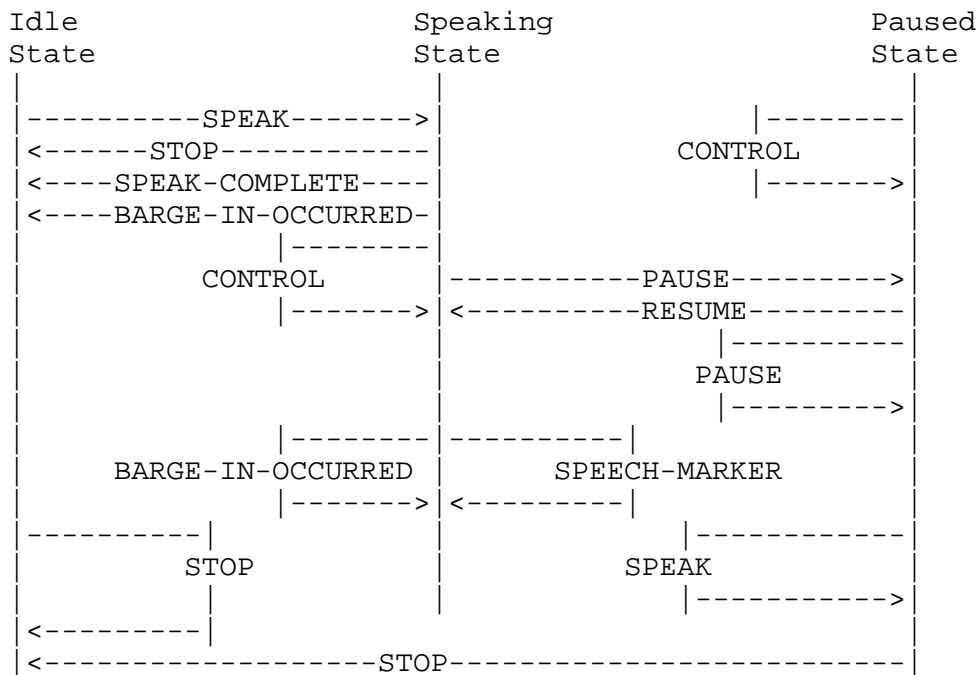 Idle                    Speaking                  Paused
State                   State                     State
|                       |                          |
|----------SPEAK------->|                 |--------|
|<------STOP------------|             CONTROL      |
|<----SPEAK-COMPLETE----|                 |------->|
|<----BARGE-IN-OCCURRED-|                          |
|              |--------|                          |
|          CONTROL      |-----------PAUSE--------->|
|              |------->|<----------RESUME---------|
|                       |               |----------|
|                       |              PAUSE       |
|                       |               |--------->|
|              |--------|----------|               |
|     BARGE-IN-OCCURRED |      SPEECH-MARKER       |
|              |------->|<---------|               |
|----------|            |             |------------|
|         STOP          |          SPEAK           |
|          |            |             |----------->|
|<---------|                                       |
|<-------------------STOP--------------------------|